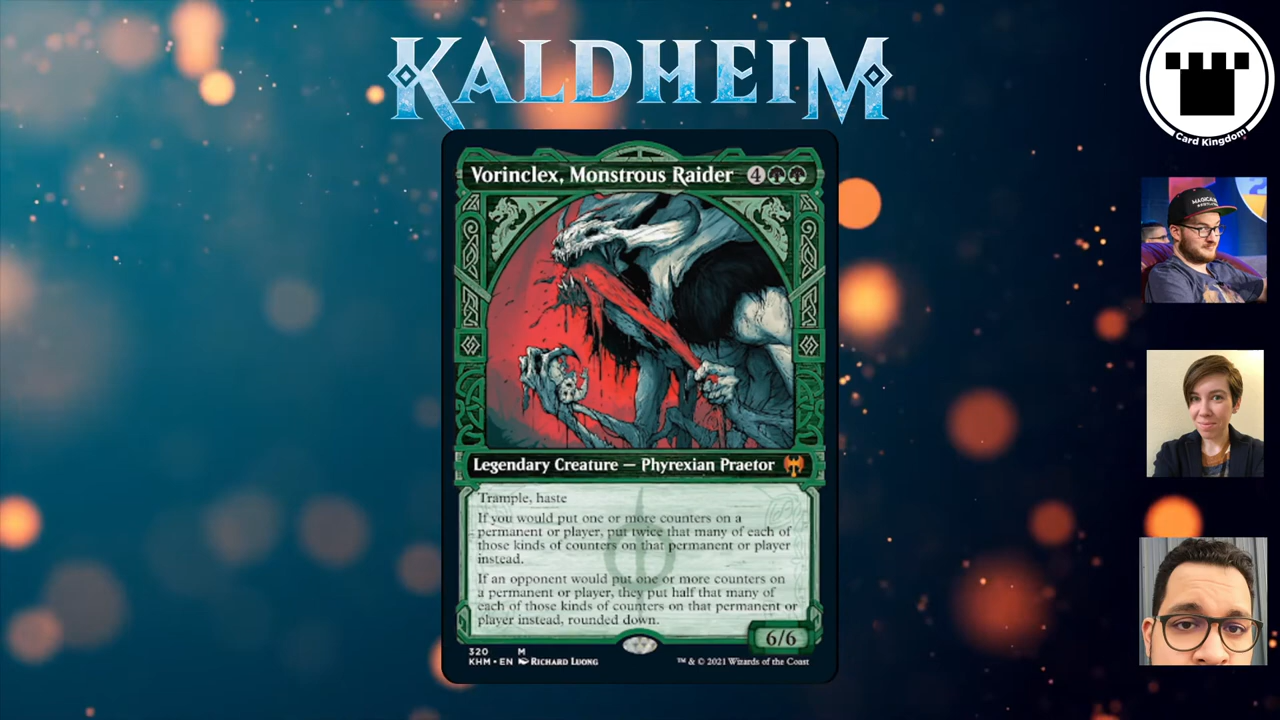 KALDHEIM
Card Kingdom
Vorinclex, Monstrous Raider 4
Legendary Creature — Phyrexian Praetor
Trample, haste
If you would put one or more counters on a
permanent or player, put twice that many of each of
those kinds of counters on that permanent or player
instead.
If an opponent would put one or more counters on
a permanent or player, they put half that many of
each of those kinds of counters on that permanent or
player instead, rounded down.
6/6
320 M
KHM • EN Richard Luong
™ & © 2021 Wizards of the Coast